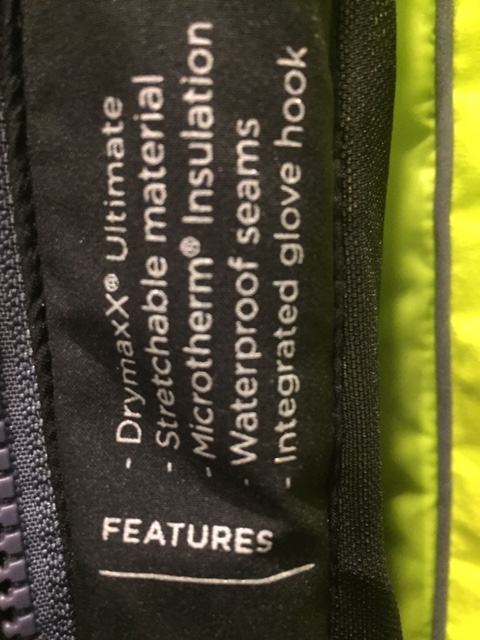 FEATURES
- DrymaxX® Ultimate
- Stretchable material
- Microtherm® Insulation
- Waterproof seams
- Integrated glove hook